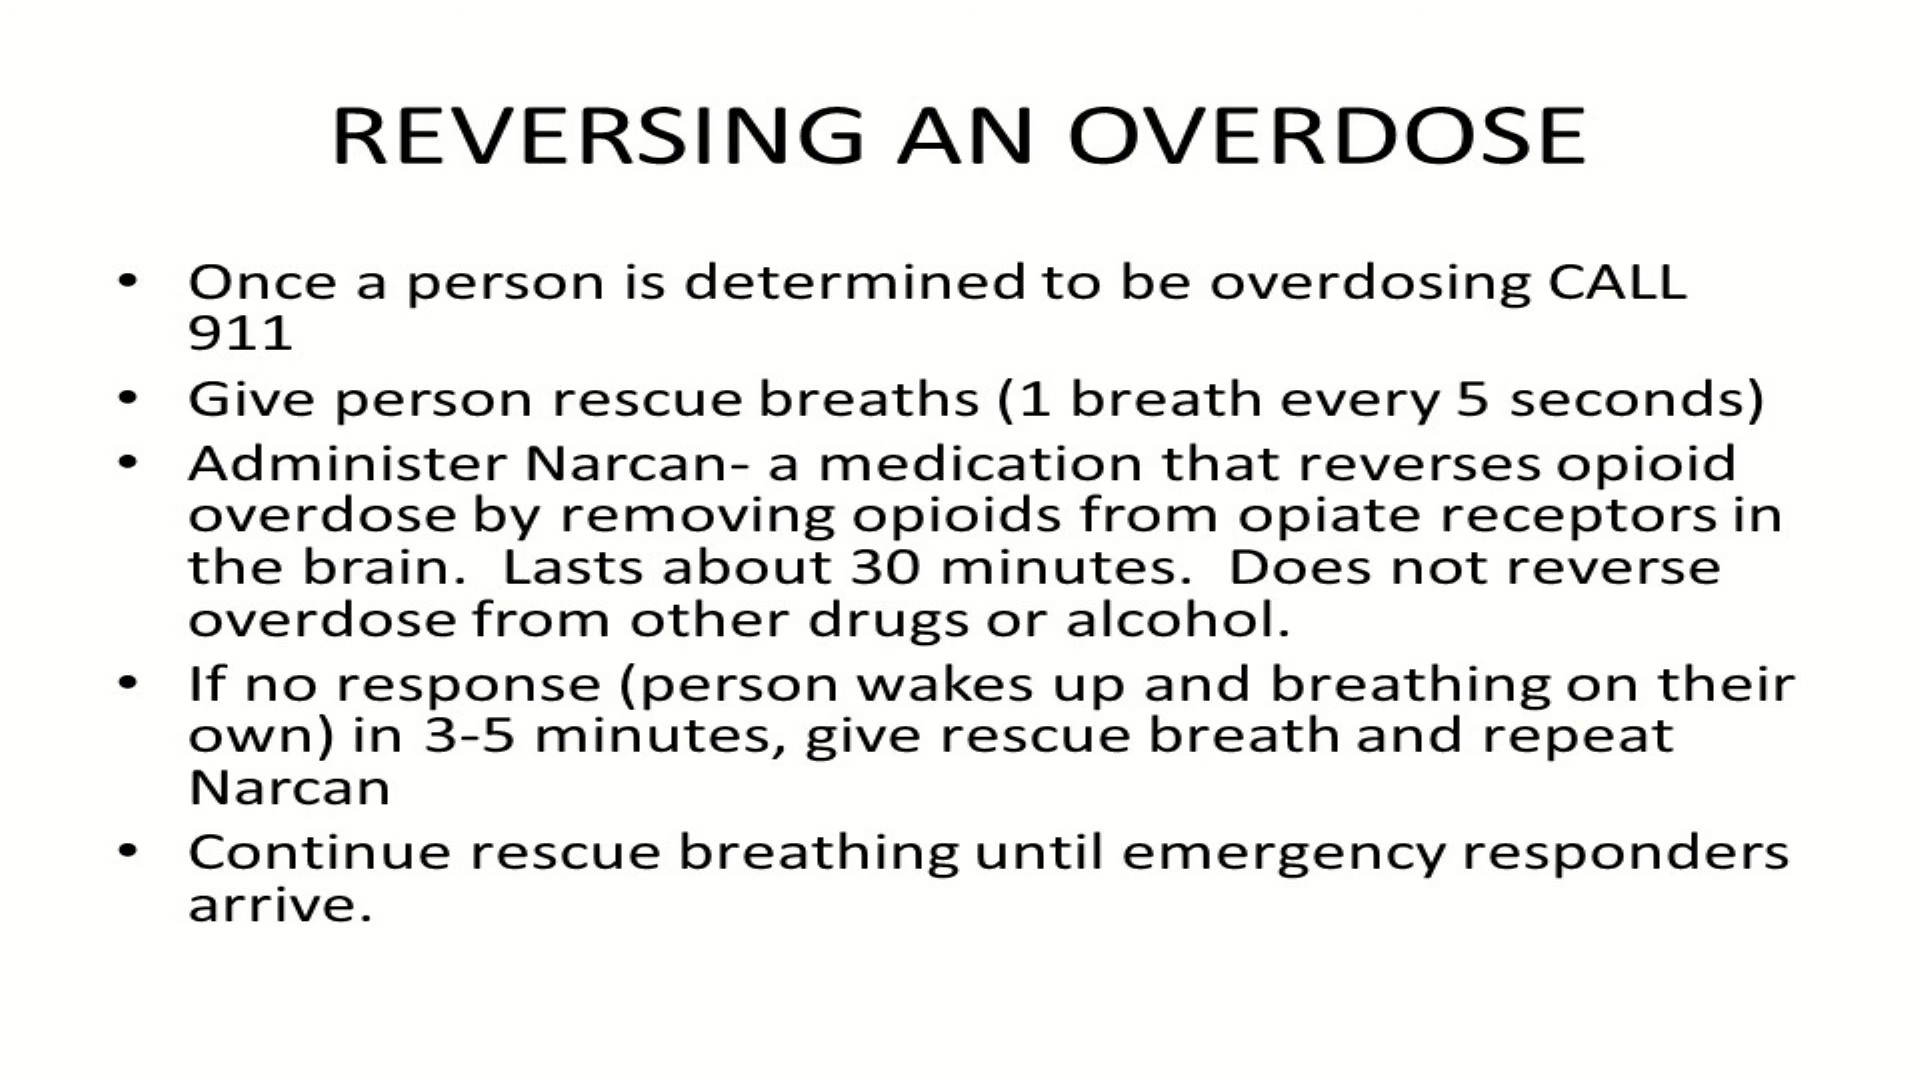 REVERSING AN OVERDOSE
• Once a person is determined to be overdosing CALL
911
• Give person rescue breaths (1 breath every 5 seconds)
• Administer Narcan- a medication that reverses opioid
overdose by removing opioids from opiate receptors in
the brain.  Lasts about 30 minutes.  Does not reverse
overdose from other drugs or alcohol.
• If no response (person wakes up and breathing on their
own) in 3-5 minutes, give rescue breath and repeat
Narcan
• Continue rescue breathing until emergency responders
arrive.